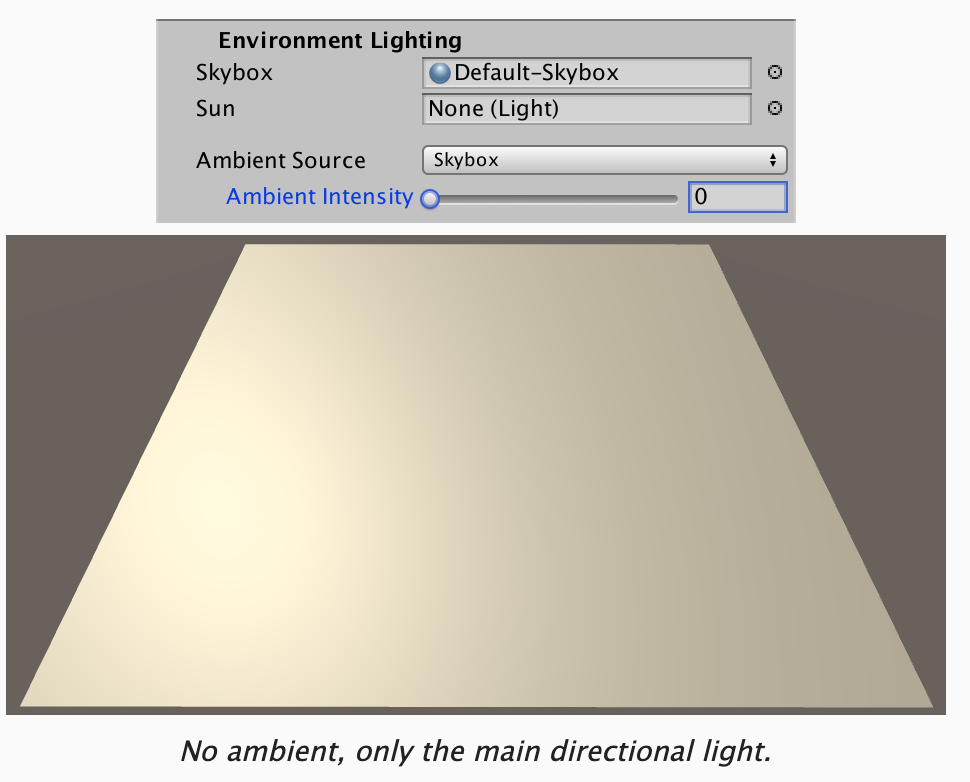 Environment Lighting
Skybox Default-Skybox
Sun None (Light)
Ambient Source Skybox
Ambient Intensity 0
No ambient, only the main directional light.